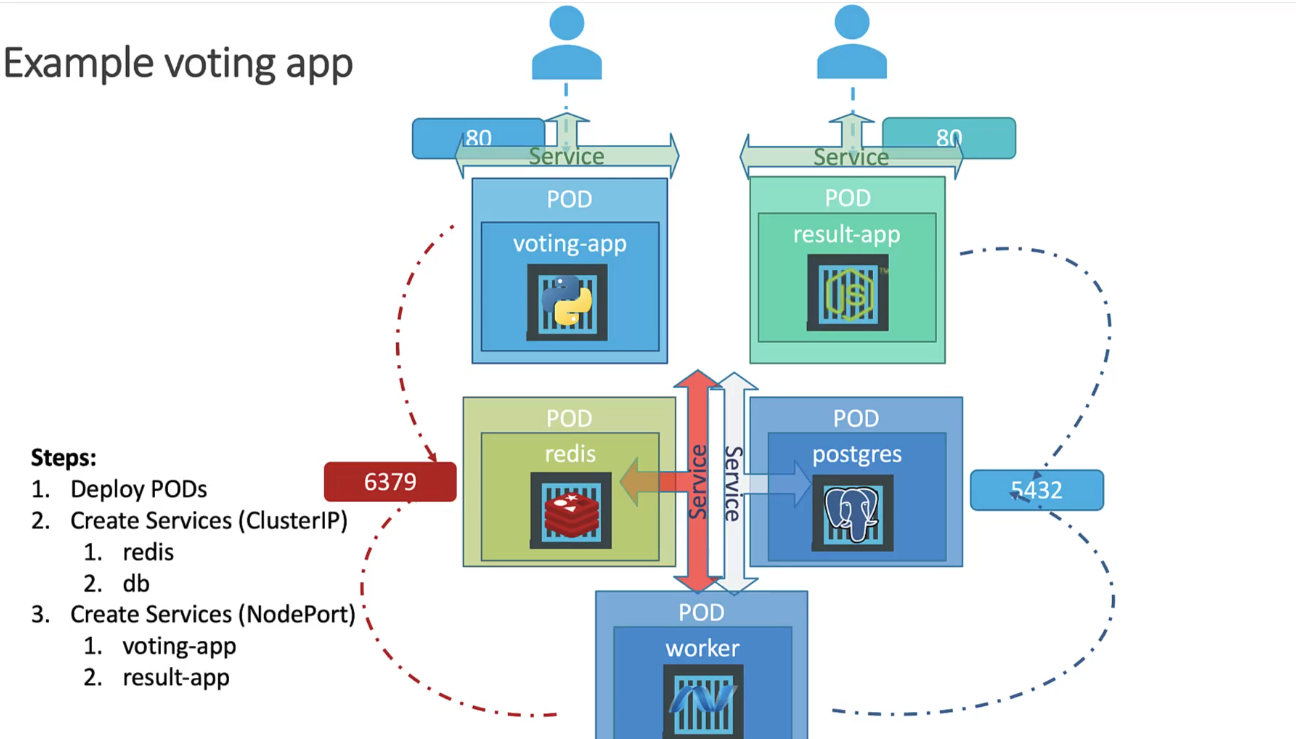 Example voting app
80
Service
80
Service
POD
voting-app
POD
result-app
JS
TM
POD
redis
POD
postgres
Service
Service
6379
5432
Steps:
1. Deploy PODs
2. Create Services (ClusterIP)
1. redis
2. db
3. Create Services (NodePort)
1. voting-app
2. result-app
POD
worker